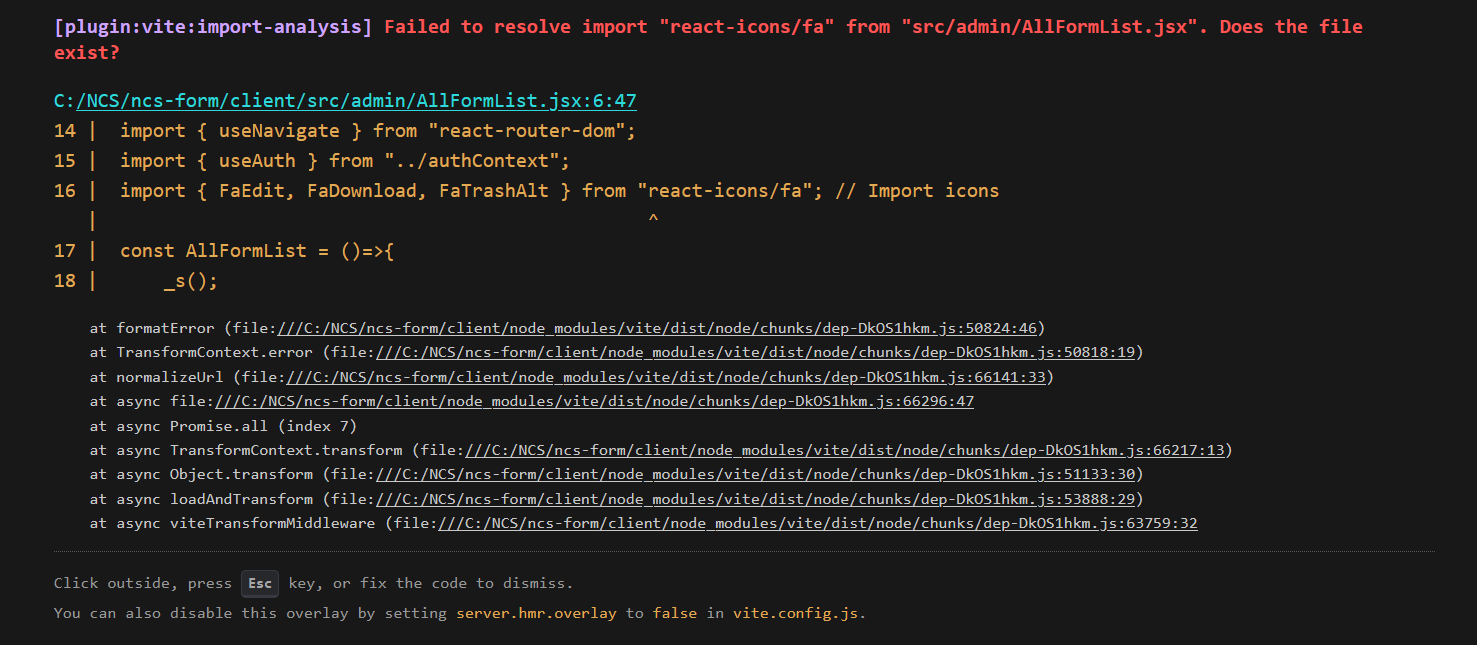 [plugin:vite:import-analysis] Failed to resolve import "react-icons/fa" from "src/admin/AllFormList.jsx". Does the file
exist?
C:/NCS/ncs-form/client/src/admin/AllFormList.jsx:6:47
14 |  import { useNavigate } from "react-router-dom";
15 |  import { useAuth } from "../authContext";
16 |  import { FaEdit, FaDownload, FaTrashAlt } from "react-icons/fa"; // Import icons
   |                                                  ^
17 |  const AllFormList = ()=>{
18 |      _s();
    at formatError (file:///C:/NCS/ncs-form/client/node_modules/vite/dist/node/chunks/dep-DkOS1hkm.js:50824:46)
    at TransformContext.error (file:///C:/NCS/ncs-form/client/node_modules/vite/dist/node/chunks/dep-DkOS1hkm.js:50818:19)
    at normalizeUrl (file:///C:/NCS/ncs-form/client/node_modules/vite/dist/node/chunks/dep-DkOS1hkm.js:66141:33)
    at async file:///C:/NCS/ncs-form/client/node_modules/vite/dist/node/chunks/dep-DkOS1hkm.js:66296:47
    at async Promise.all (index 7)
    at async TransformContext.transform (file:///C:/NCS/ncs-form/client/node_modules/vite/dist/node/chunks/dep-DkOS1hkm.js:66217:13)
    at async Object.transform (file:///C:/NCS/ncs-form/client/node_modules/vite/dist/node/chunks/dep-DkOS1hkm.js:51133:30)
    at async loadAndTransform (file:///C:/NCS/ncs-form/client/node_modules/vite/dist/node/chunks/dep-DkOS1hkm.js:53888:29)
    at async viteTransformMiddleware (file:///C:/NCS/ncs-form/client/node_modules/vite/dist/node/chunks/dep-DkOS1hkm.js:63759:32
Click outside, press Esc key, or fix the code to dismiss.
You can also disable this overlay by setting server.hmr.overlay to false in vite.config.js.